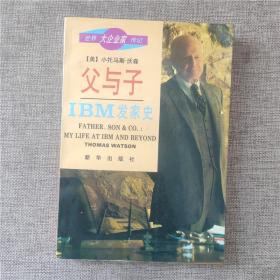 世界大企业家传记
【美】小托马斯·沃森
父与子
IBM发家史
FATHER, SON & CO.:
MY LIFE AT IBM AND BEYOND
THOMAS WATSON
新华出版社